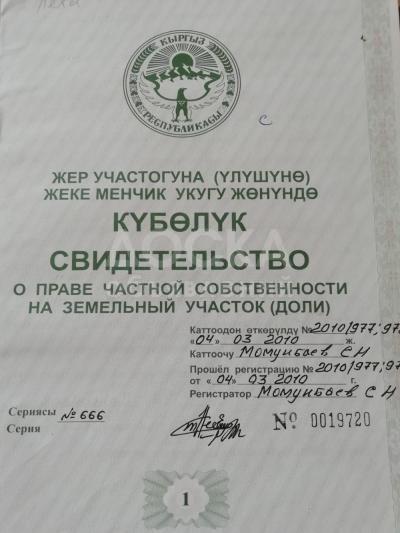 КЫРГЫЗ
РЕСПУБЛИКАСЫ
с
ЖЕР УЧАСТОГУНА (ҮЛҮШҮНӨ)
ЖЕКЕ МЕНЧИК УКУГУ ЖӨНҮНДӨ
КҮБӨЛҮК
СВИДЕТЕЛЬСТВО
О ПРАВЕ ЧАСТНОЙ СОБСТВЕННОСТИ
НА ЗЕМЕЛЬНЫЙ УЧАСТОК (ДОЛИ)
ДОСКА
Каттоодон өткөрүлдү № 2010/977; 97
«04» 03 2010 ж.
Каттоочу Момунбаев С Н
Прошёл регистрацию № 2010/977; 97
от «04» 03 2010 г.
Регистратор Момунбаев С Н
Сериясы № 666
Серия
№ 0019720
1